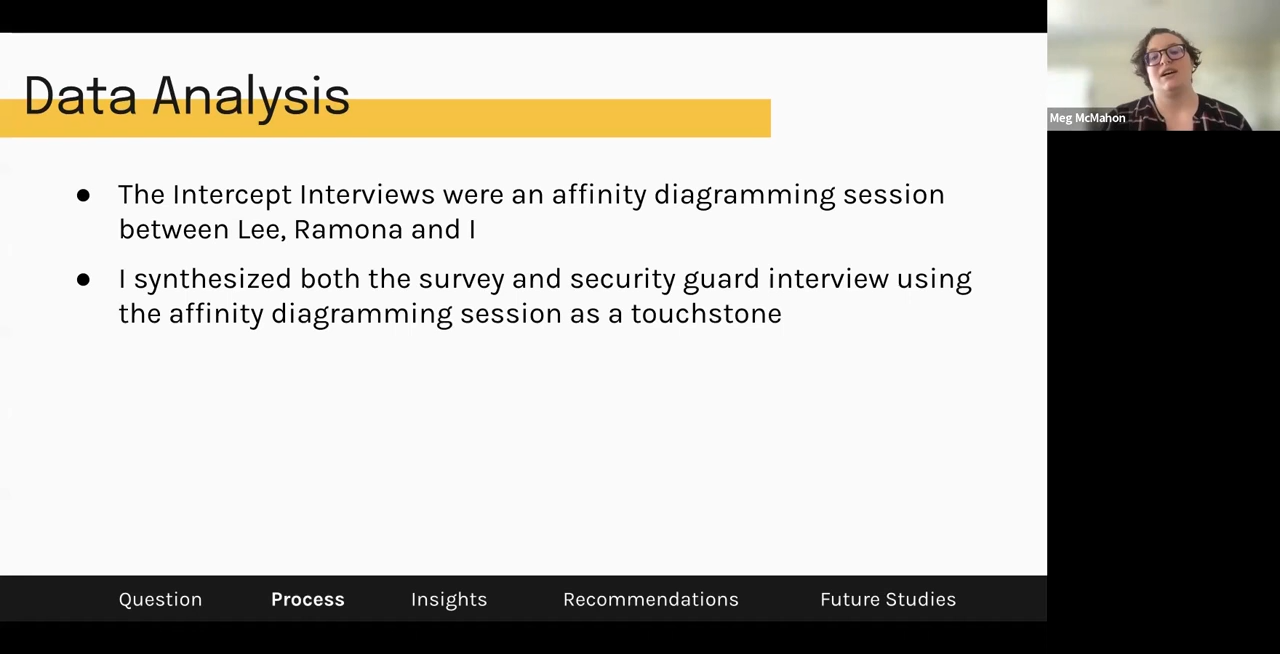 Data Analysis
● The Intercept Interviews were an affinity diagramming session
between Lee, Ramona and I
● I synthesized both the survey and security guard interview using
the affinity diagramming session as a touchstone
Question Process Insights Recommendations Future Studies
Meg McMahon